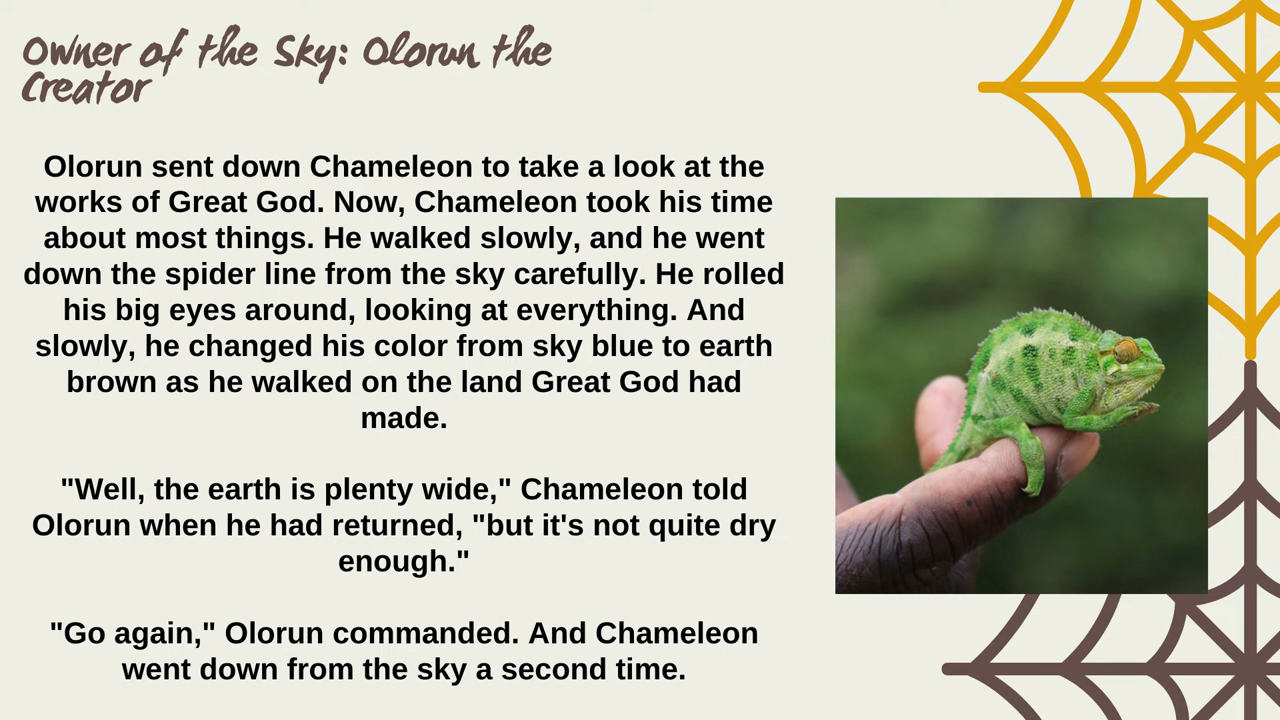 Owner of the Sky: Olorun the
Creator
Olorun sent down Chameleon to take a look at the
works of Great God. Now, Chameleon took his time
about most things. He walked slowly, and he went
down the spider line from the sky carefully. He rolled
his big eyes around, looking at everything. And
slowly, he changed his color from sky blue to earth
brown as he walked on the land Great God had
made.
"Well, the earth is plenty wide," Chameleon told
Olorun when he had returned, "but it's not quite dry
enough."
"Go again," Olorun commanded. And Chameleon
went down from the sky a second time.